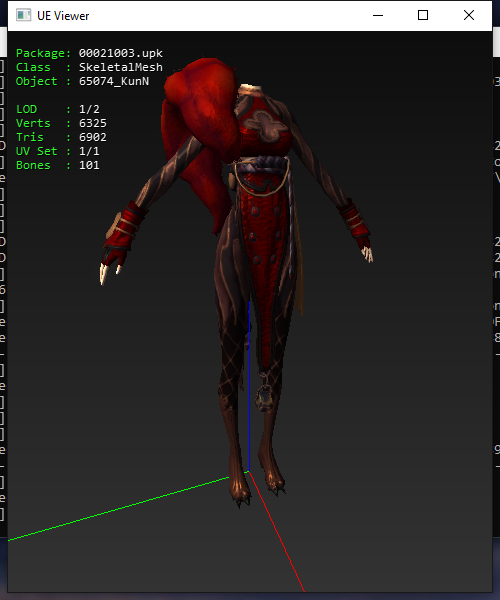 UE Viewer
Package: 00021003.upk
Class : SkeletalMesh
Object : 65074_KunN
LOD : 1/2
Verts : 6325
Tris : 6902
UV Set : 1/1
Bones : 101